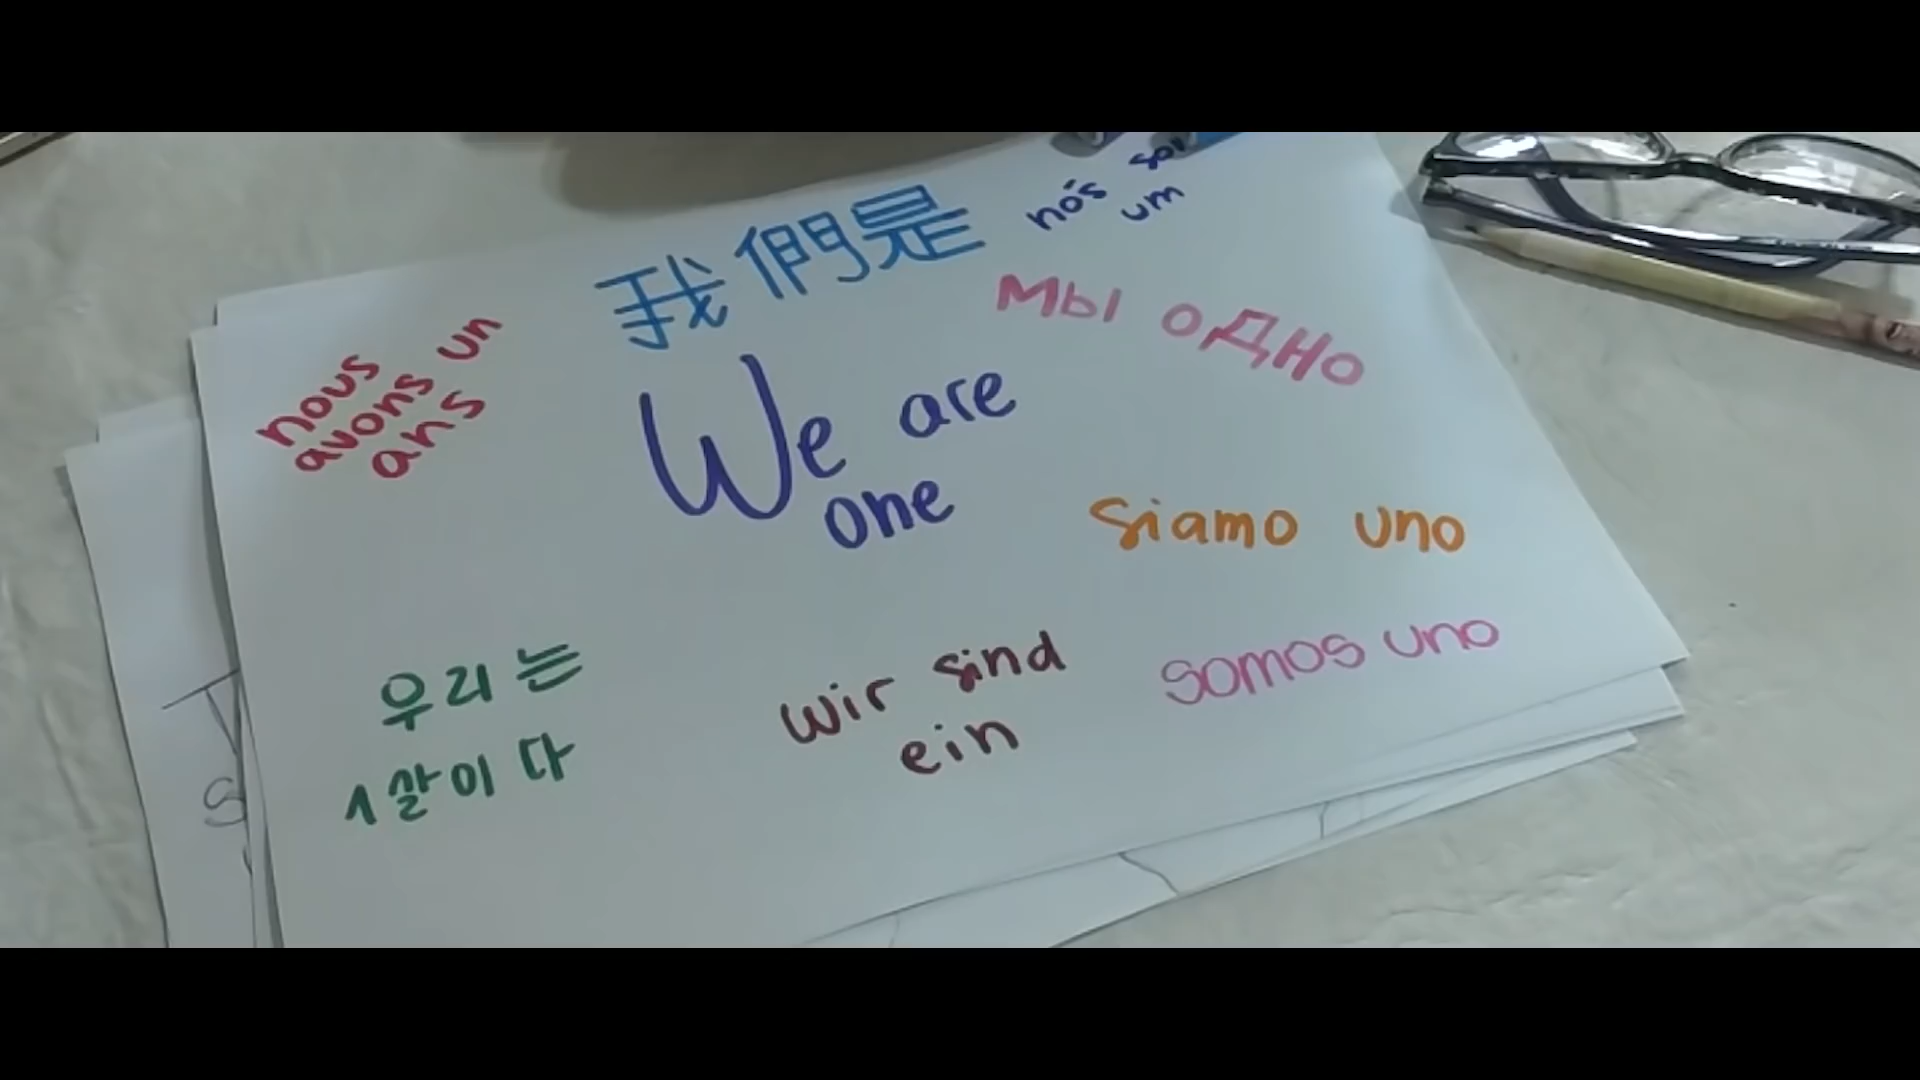 我們是
nós
um
мы одно
nous
avons un
ans
We are
one
siamo uno
우리는
1살이다
wir sind
ein
somos uno